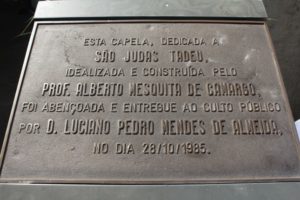 ESTA CAPELA, DEDICADA A
SÃO JUDAS TADEU,
IDEALIZADA E CONSTRUÍDA PELO
PROF. ALBERTO MESQUITA DE CAMARGO,
FOI ABENÇOADA E ENTREGUE AO CULTO PÚBLICO
POR D. LUCIANO PEDRO MENDES DE ALMEIDA,
NO DIA 28/10/1985.